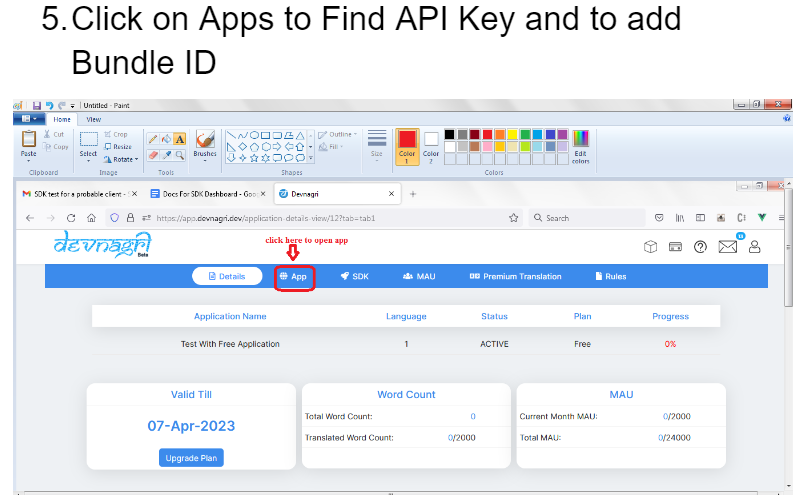 5. Click on Apps to Find API Key and to add
Bundle ID
Untitled - Paint
Home View
Cut
Copy
Paste
Clipboard
Select
Crop
Resize
Rotate
Image
Tools
Brushes
Shapes
Outline
Fill
Size
Color
1
Color
2
Colors
Edit
colors
SDK test for a probable client - S
Docs For SDK Dashboard - Goo
Devnagri
https://app.devnagri.dev/application-details-view/12?tab=tab1
Search
देvnagri
Beta
click here to open app
Details App SDK MAU Premium Translation Rules
Application Name Language Status Plan Progress
Test With Free Application 1 ACTIVE Free 0%
Valid Till Word Count MAU
07-Apr-2023
Total Word Count: 0
Current Month MAU: 0/2000
Translated Word Count: 0/2000
Total MAU: 0/24000
Upgrade Plan